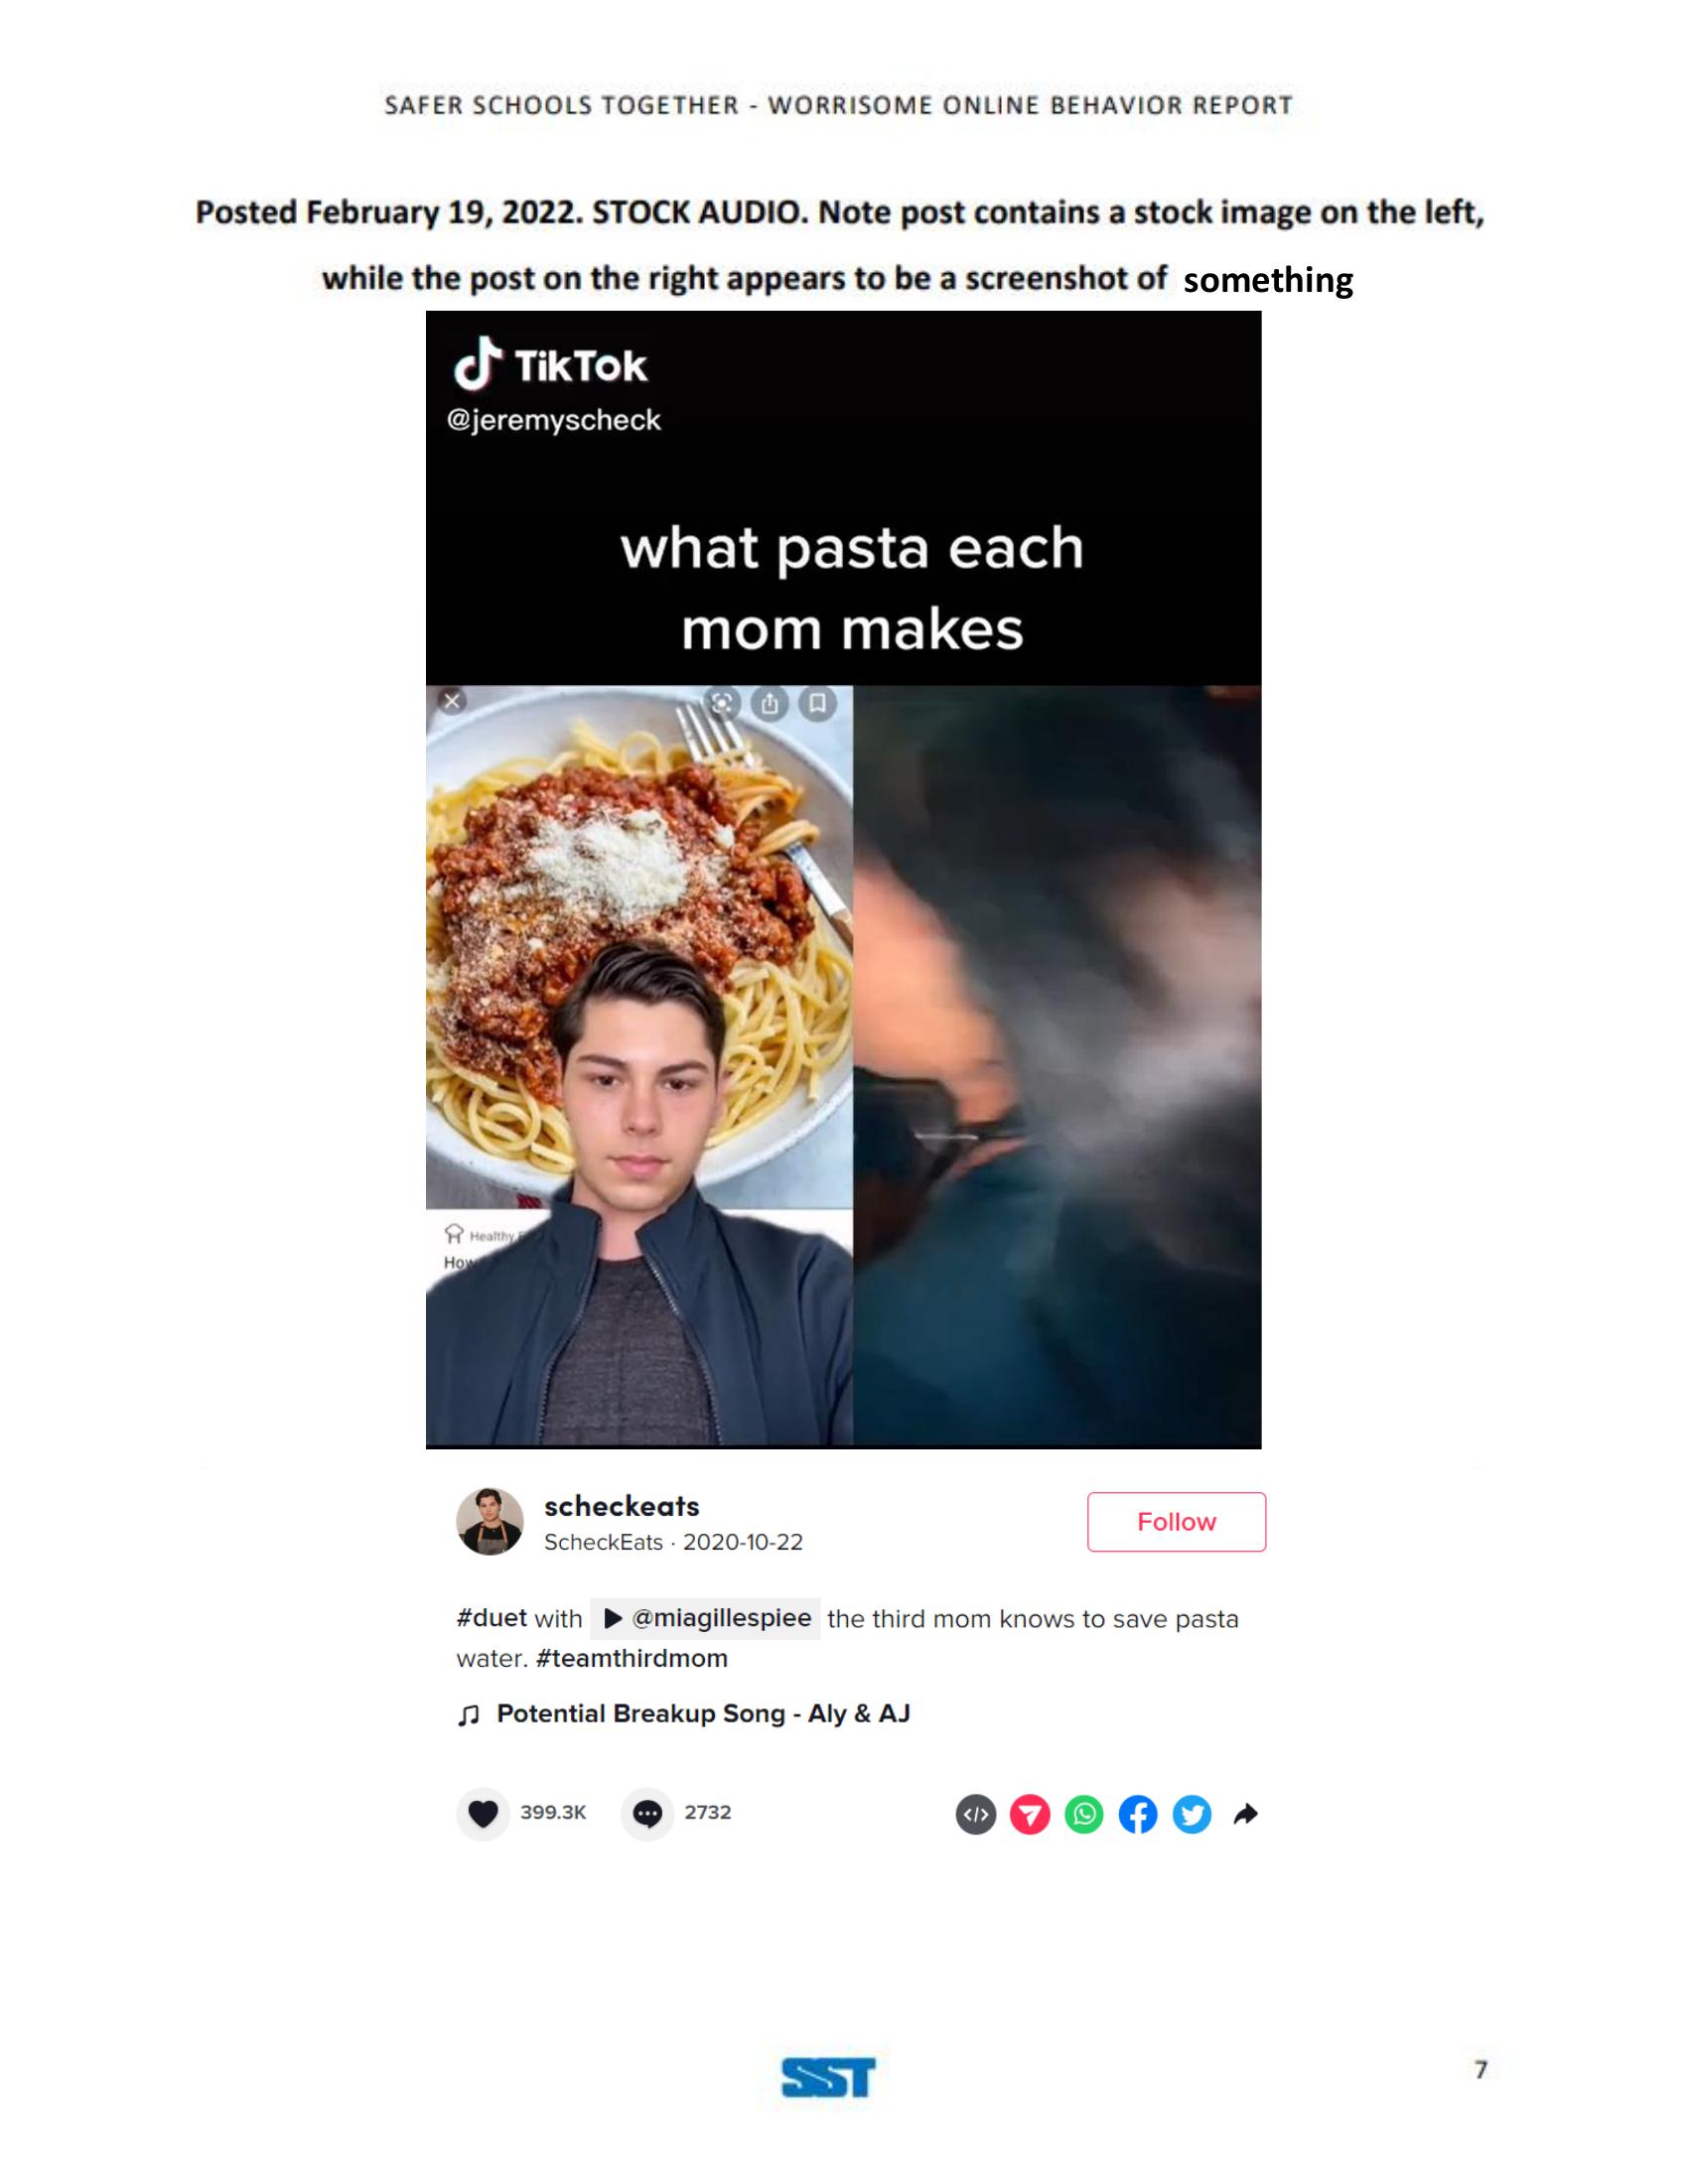 SAFER SCHOOLS TOGETHER - WORRISOME ONLINE BEHAVIOR REPORT
Posted February 19, 2022. STOCK AUDIO. Note post contains a stock image on the left,
while the post on the right appears to be a screenshot of something
TikTok
@jeremyscheck
what pasta each
mom makes
Healthy
How
scheckeats
ScheckEats · 2020-10-22
Follow
#duet with @miagillespiee the third mom knows to save pasta
water. #teamthirdmom
Potential Breakup Song - Aly & AJ
399.3K 2732
SST
7